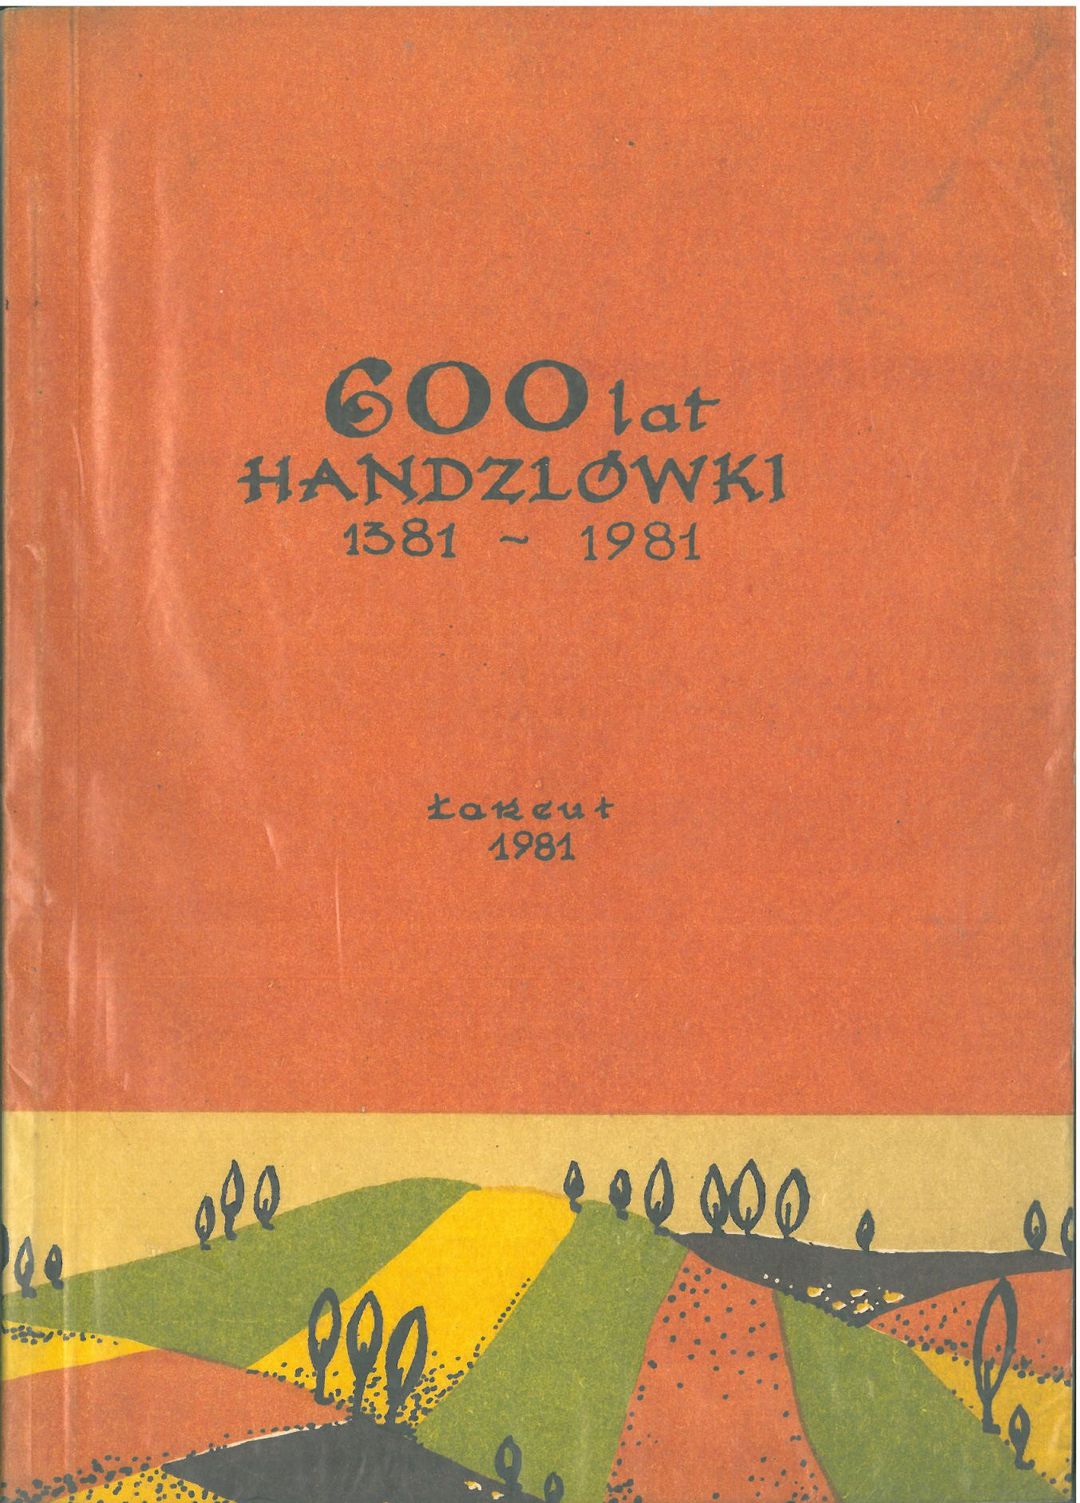 600 lat
HANDZLÓWKI
1381 ~ 1981
Łańcut
1981